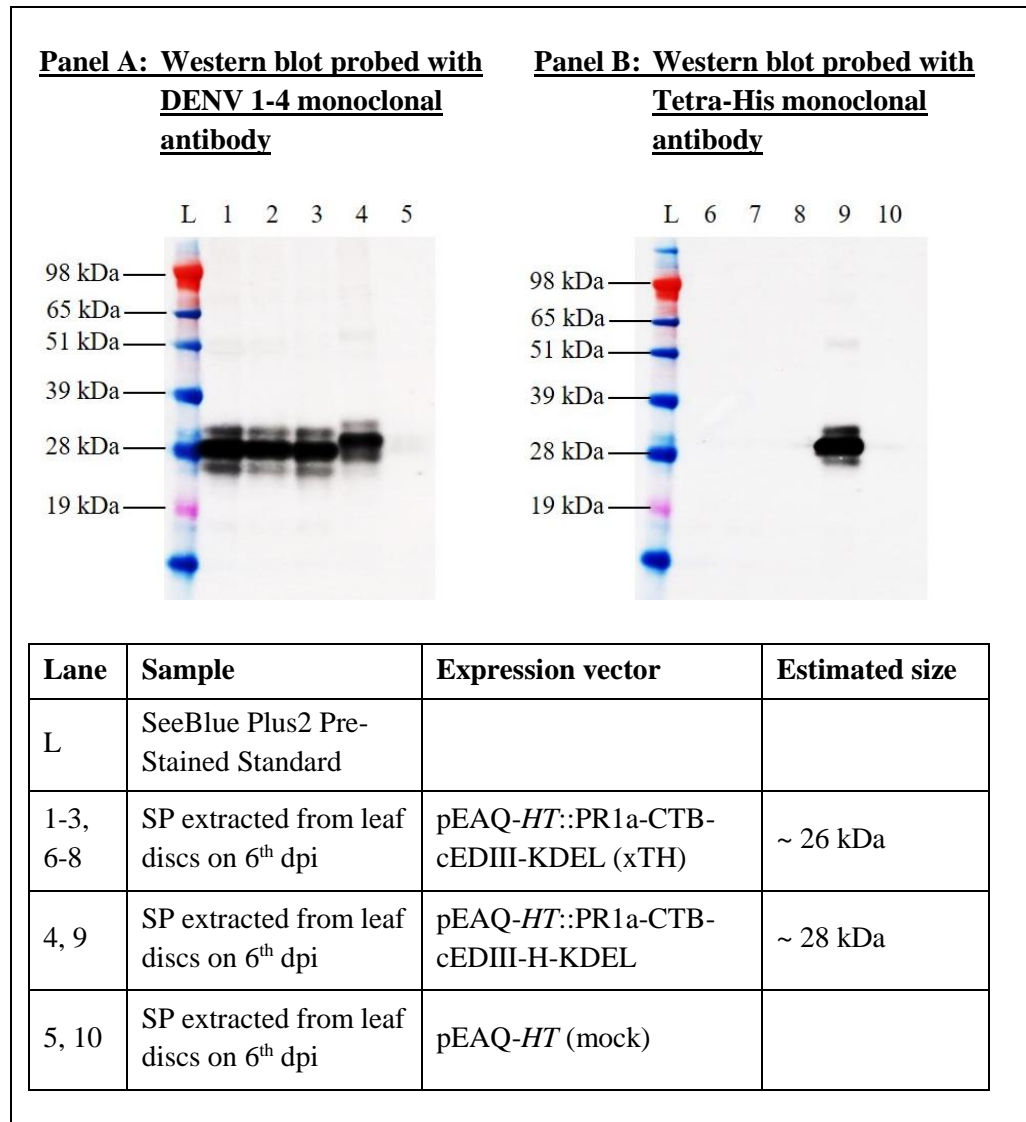 Panel A: Western blot probed with
DENV 1-4 monoclonal
antibody
Panel B: Western blot probed with
Tetra-His monoclonal
antibody
L 1 2 3 4 5
98 kDa
65 kDa
51 kDa
39 kDa
28 kDa
19 kDa
L 6 7 8 9 10
98 kDa
65 kDa
51 kDa
39 kDa
28 kDa
19 kDa
Lane Sample Expression vector Estimated size
L
SeeBlue Plus2 Pre-
Stained Standard
1-3,
6-8
SP extracted from leaf
discs on 6th dpi
pEAQ-HT::PR1a-CTB-
cEDIII-KDEL (xTH)
~ 26 kDa
4, 9
SP extracted from leaf
discs on 6th dpi
pEAQ-HT::PR1a-CTB-
cEDIII-H-KDEL
~ 28 kDa
5, 10
SP extracted from leaf
discs on 6th dpi
pEAQ-HT (mock)